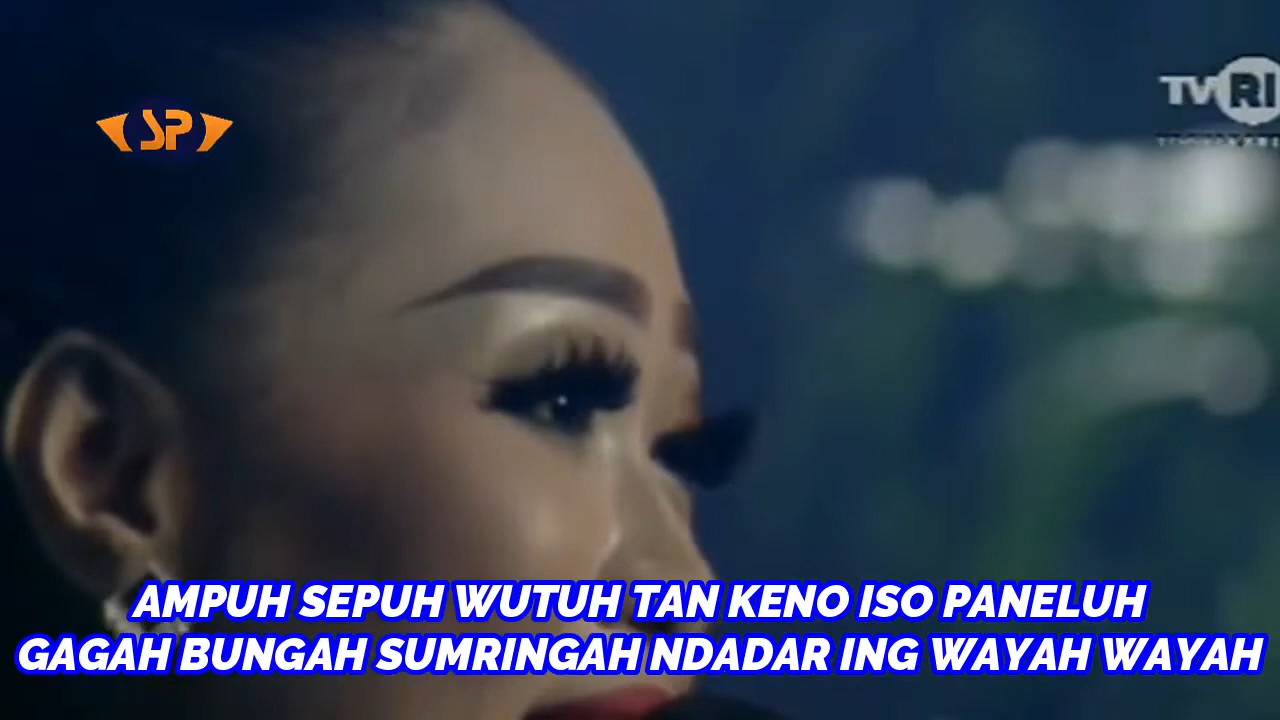 SP
TVRI
AMPUH SEPUH WUTUH TAN KENO ISO PANELUH
GAGAH BUNGAH SUMRINGAH NDADAR ING WAYAH WAYAH